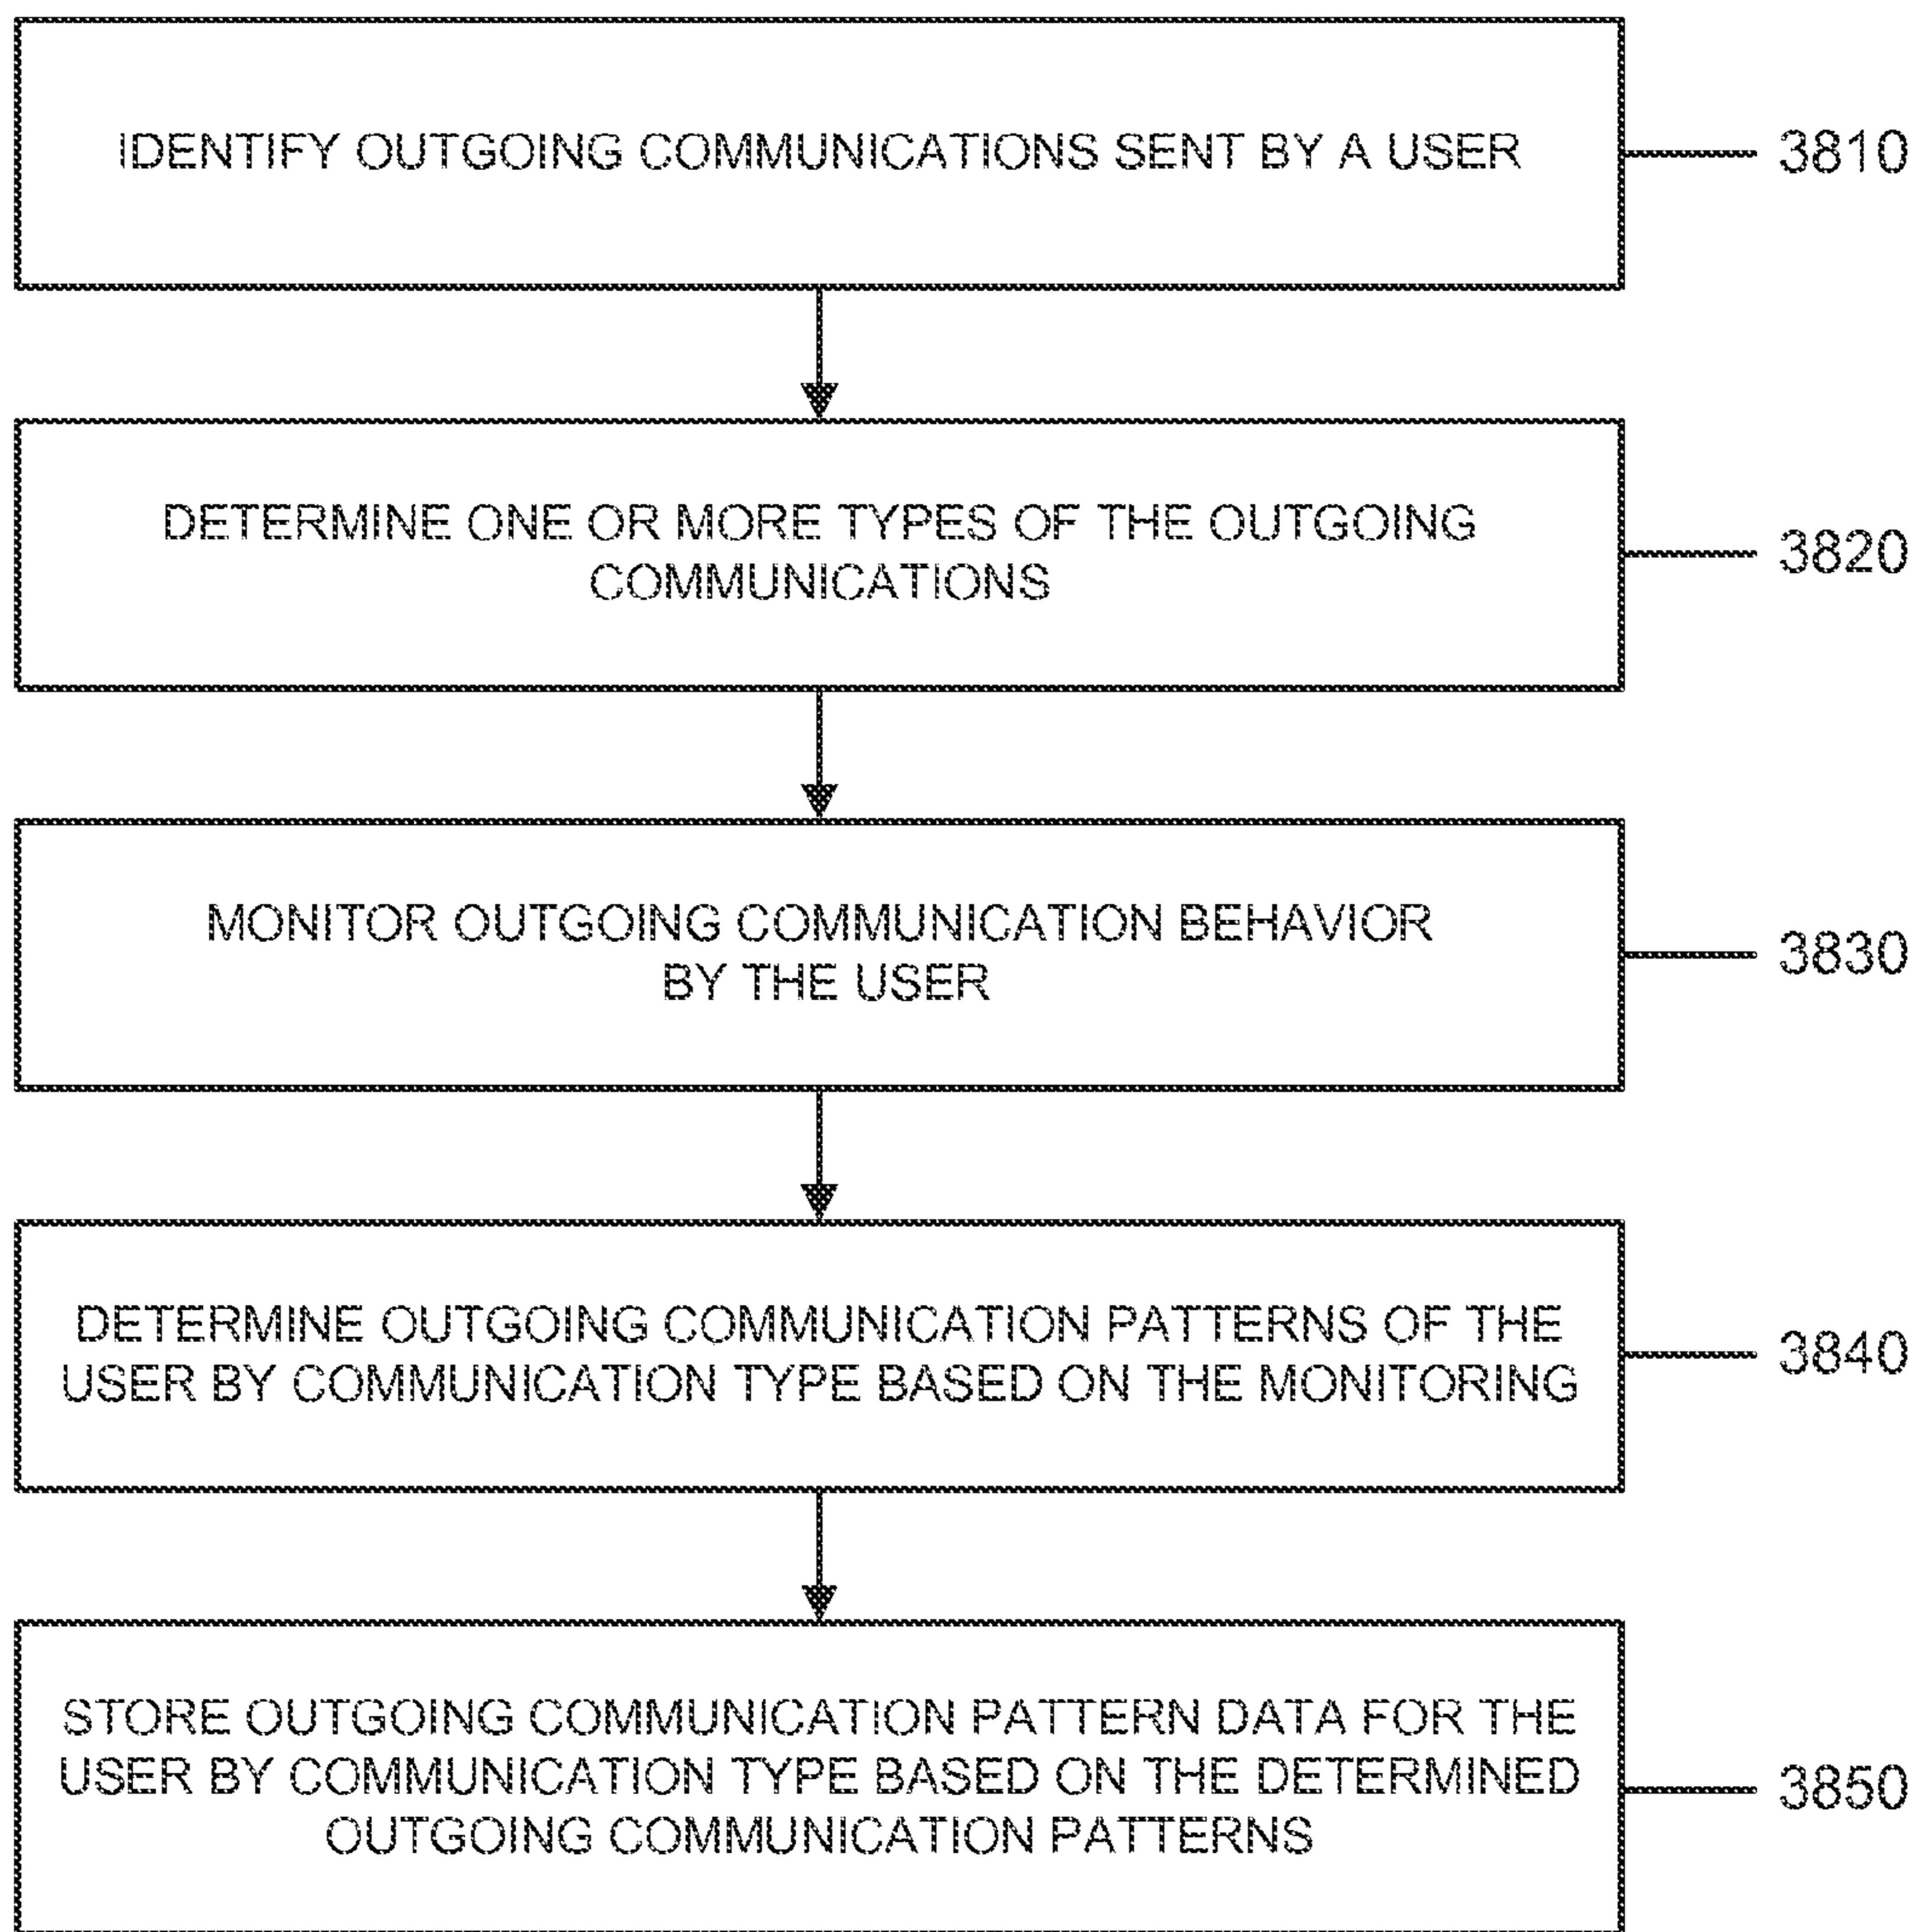 IDENTIFY OUTGOING COMMUNICATIONS SENT BY A USER
3810
DETERMINE ONE OR MORE TYPES OF THE OUTGOING
COMMUNICATIONS
3820
MONITOR OUTGOING COMMUNICATION BEHAVIOR
BY THE USER
3830
DETERMINE OUTGOING COMMUNICATION PATTERNS OF THE
USER BY COMMUNICATION TYPE BASED ON THE MONITORING
3840
STORE OUTGOING COMMUNICATION PATTERN DATA FOR THE
USER BY COMMUNICATION TYPE BASED ON THE DETERMINED
OUTGOING COMMUNICATION PATTERNS
3850